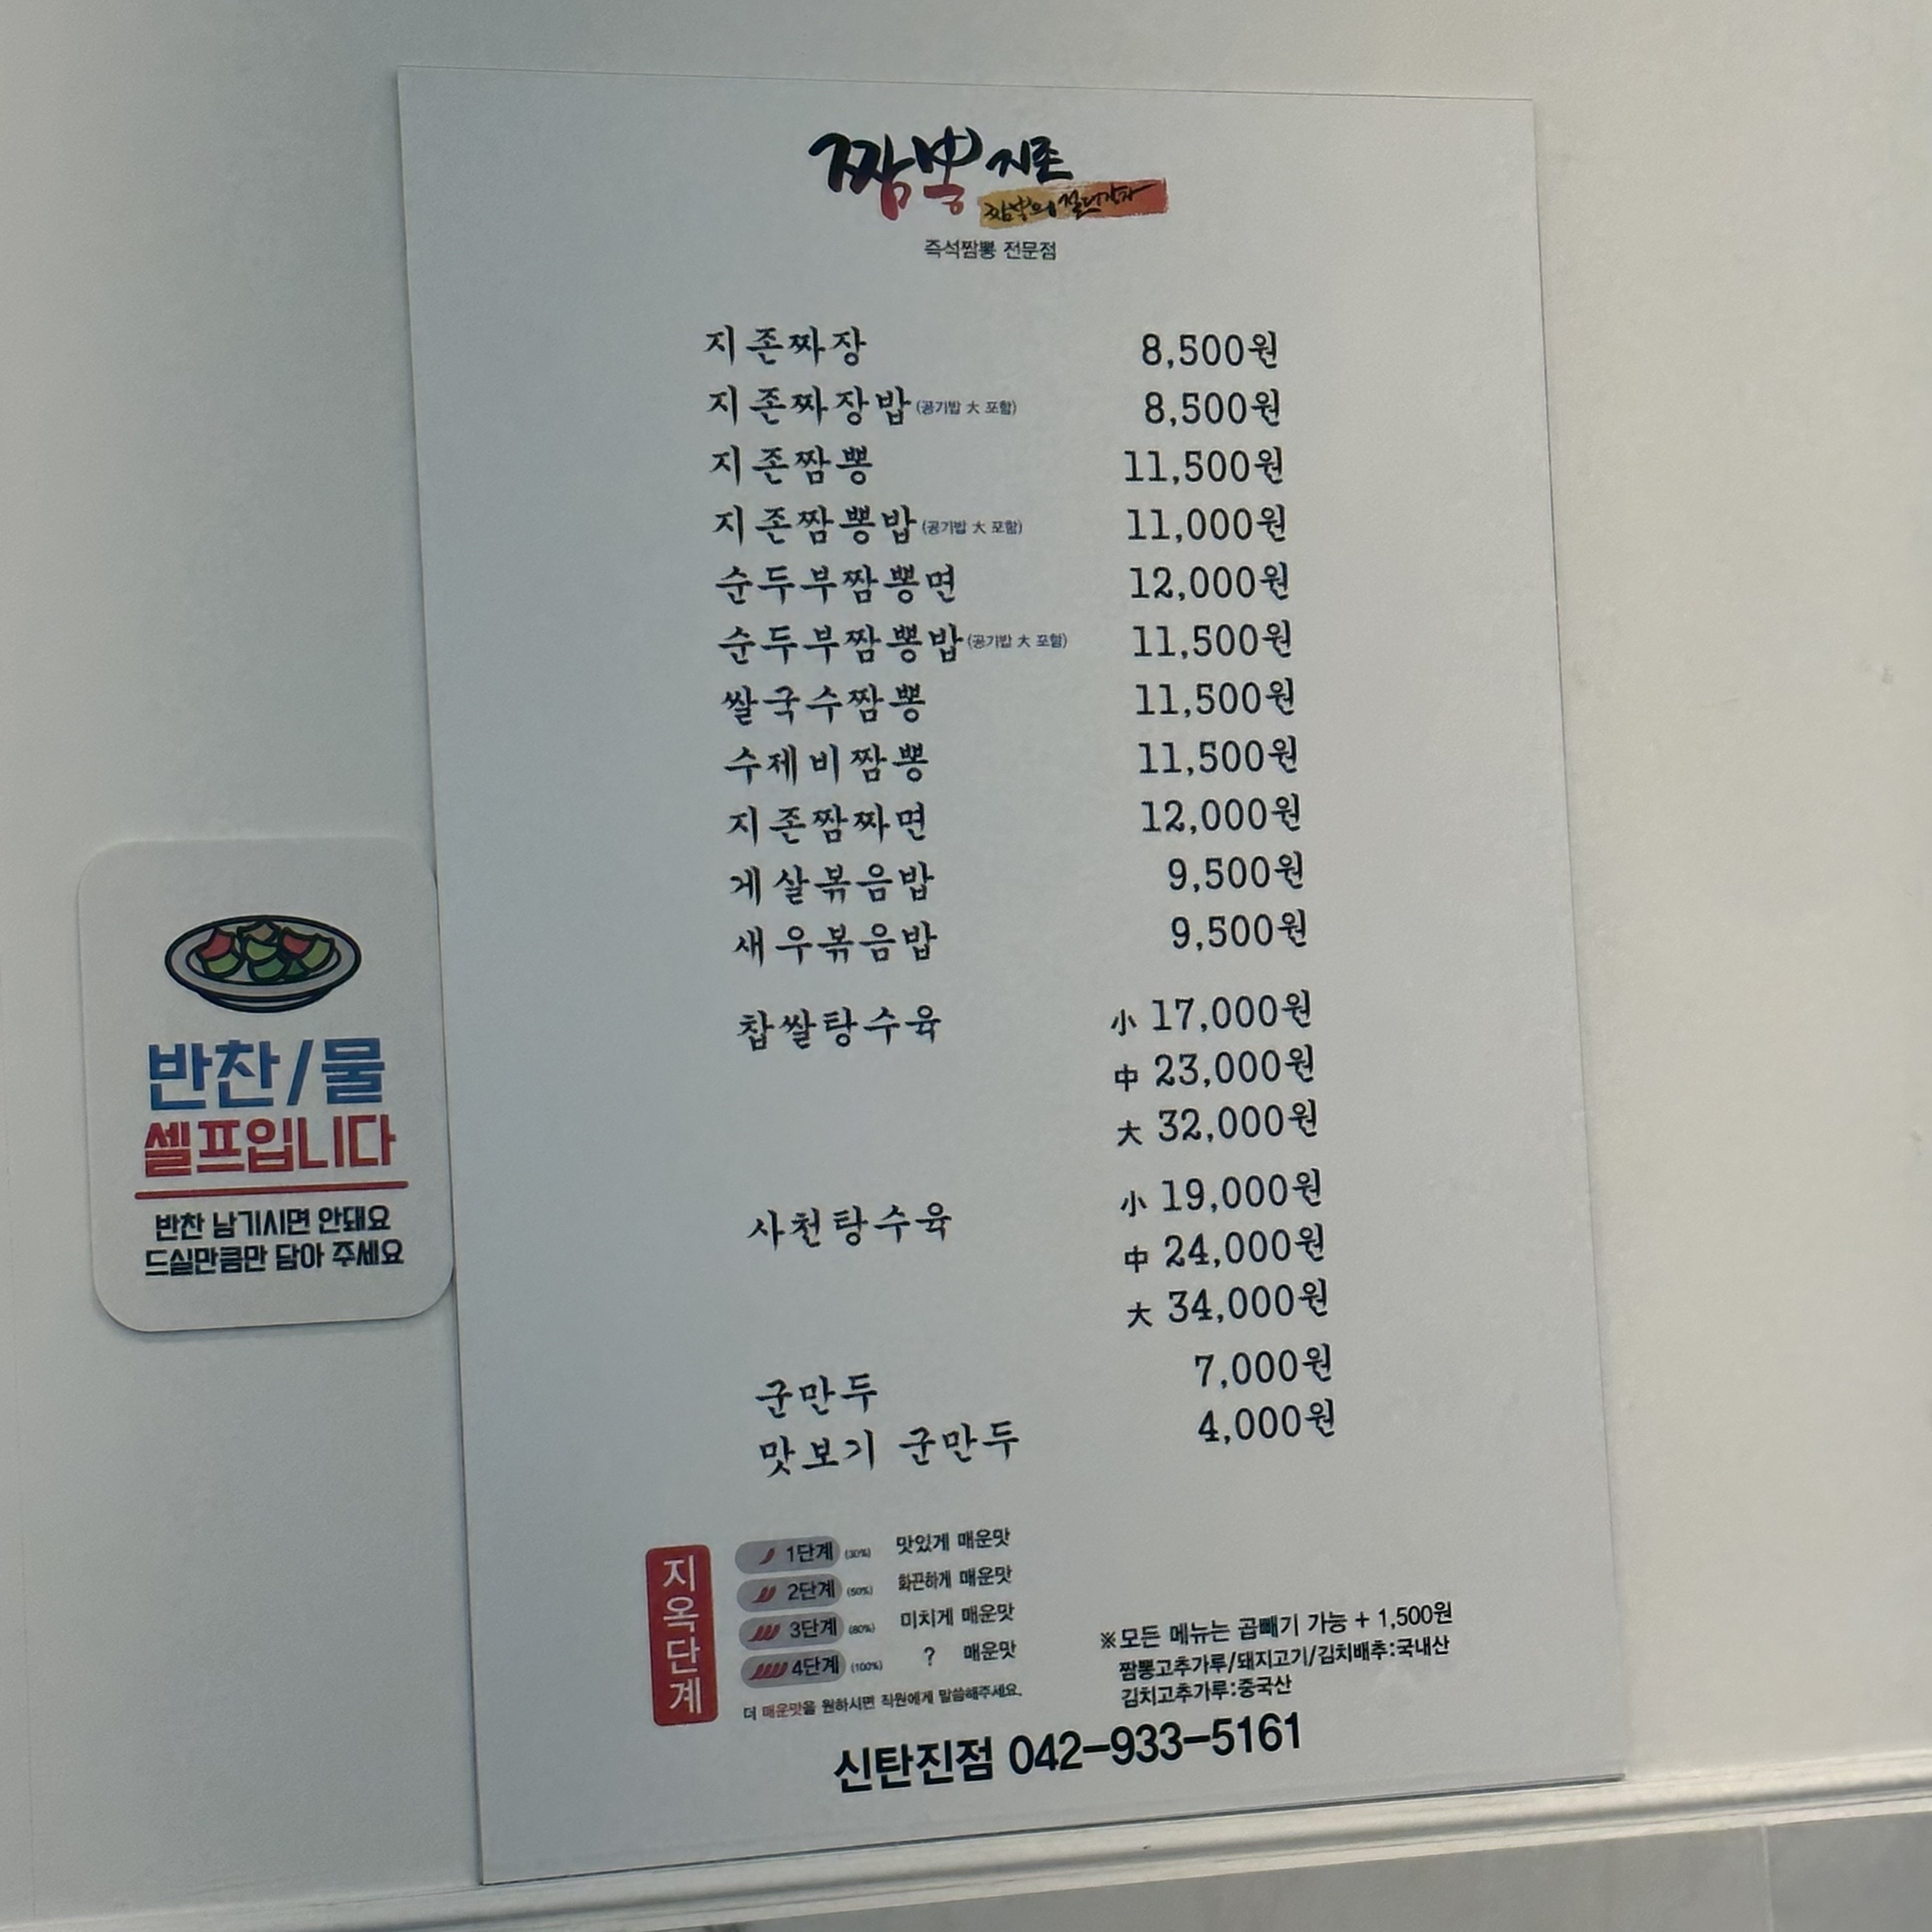 짬뽕지존
짬뽕의 절대강자
즉석짬뽕 전문점
지존짜장 8,500원
지존짜장밥(공기밥 大 포함) 8,500원
지존짬뽕 11,500원
지존짬뽕밥(공기밥 大 포함) 11,000원
순두부짬뽕면 12,000원
순두부짬뽕밥(공기밥 大 포함) 11,500원
쌀국수짬뽕 11,500원
수제비짬뽕 11,500원
지존짬짜면 12,000원
게살볶음밥 9,500원
새우볶음밥 9,500원
찹쌀탕수육 小 17,000원
中 23,000원
大 32,000원
사천탕수육 小 19,000원
中 24,000원
大 34,000원
군만두 7,000원
맛보기 군만두 4,000원
지옥단계
1단계 (30%) 맛있게 매운맛
2단계 (50%) 화끈하게 매운맛
3단계 (80%) 미치게 매운맛
4단계 (100%) ? 매운맛
더 매운맛을 원하시면 직원에게 말씀해주세요.
※모든 메뉴는 곱빼기 가능 + 1,500원
짬뽕고추가루/돼지고기/김치배추:국내산
김치고추가루:중국산
신탄진점 042-933-5161
반찬/물
셀프입니다
반찬 남기시면 안돼요
드실만큼만 담아 주세요